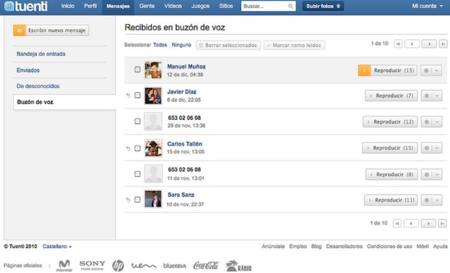 tuenti Inicio Perfil Mensajes Gente Vídeos Juegos Sitios Buscar... Subir fotos Mi cuenta
Escribir nuevo mensaje
Bandeja de entrada
Enviados
De desconocidos
Buzón de voz
Recibidos en buzón de voz
Seleccionar Todos Ninguno Borrar seleccionados Marcar como leídos 1 de 10
Manuel Muñoz
12 de dic, 04:38
Reproducir (15)
Javier Díaz
6 de dic, 22:05
Reproducir (7)
653 02 06 08
29 de nov, 13:36
Reproducir (12)
Carlos Tallón
15 de nov, 13:05
Reproducir (15)
653 02 06 08
11 de nov, 13:01
Reproducir (8)
Sara Sanz
10 de nov, 22:37
Reproducir (11)
1 de 10
© Tuenti 2010 Castellano Anúnciate Empleo Blog Desarrolladores Condiciones de uso Móvil Ayuda
Páginas oficiales movistar SONY hp bluesens Coca-Cola RADIO